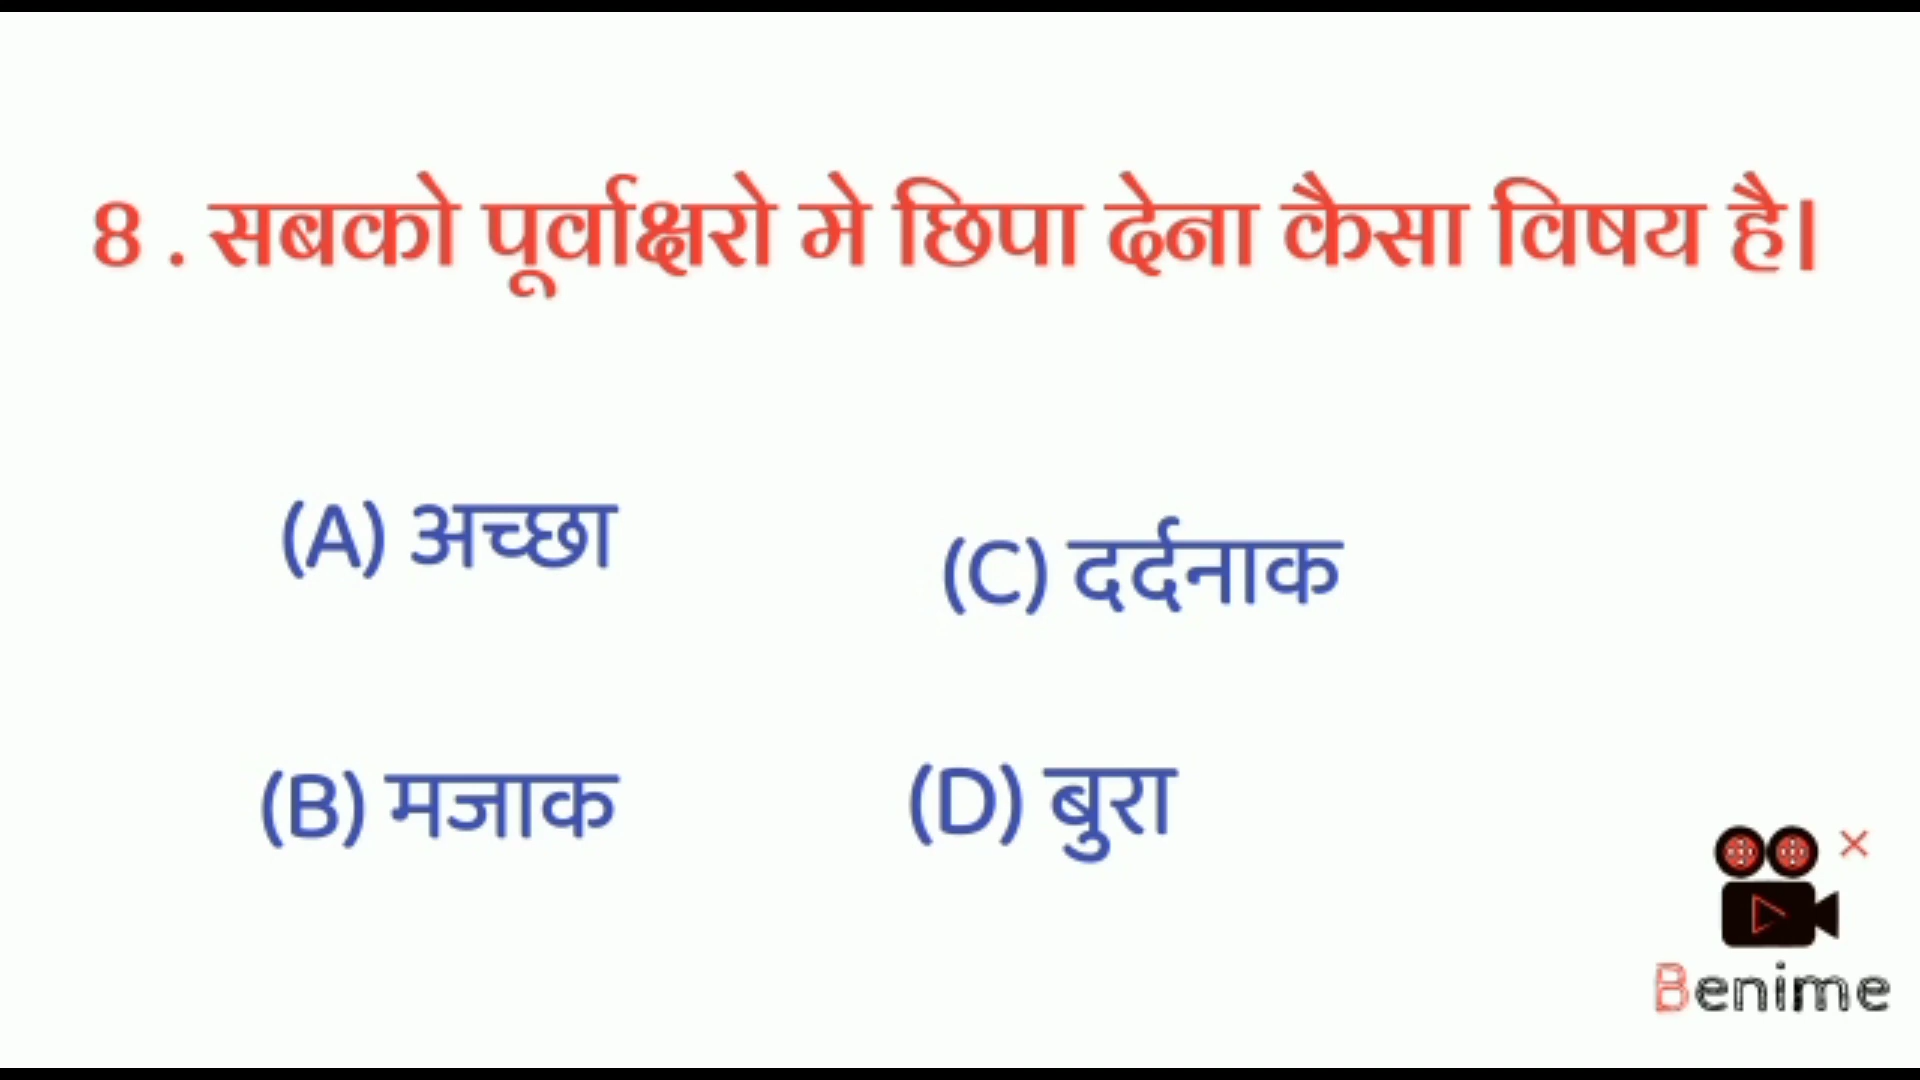 8 . सबको पूर्वाक्षरो मे छिपा देना कैसा विषय है।
(A) अच्छा
(C) दर्दनाक
(B) मजाक
(D) बुरा
Benime